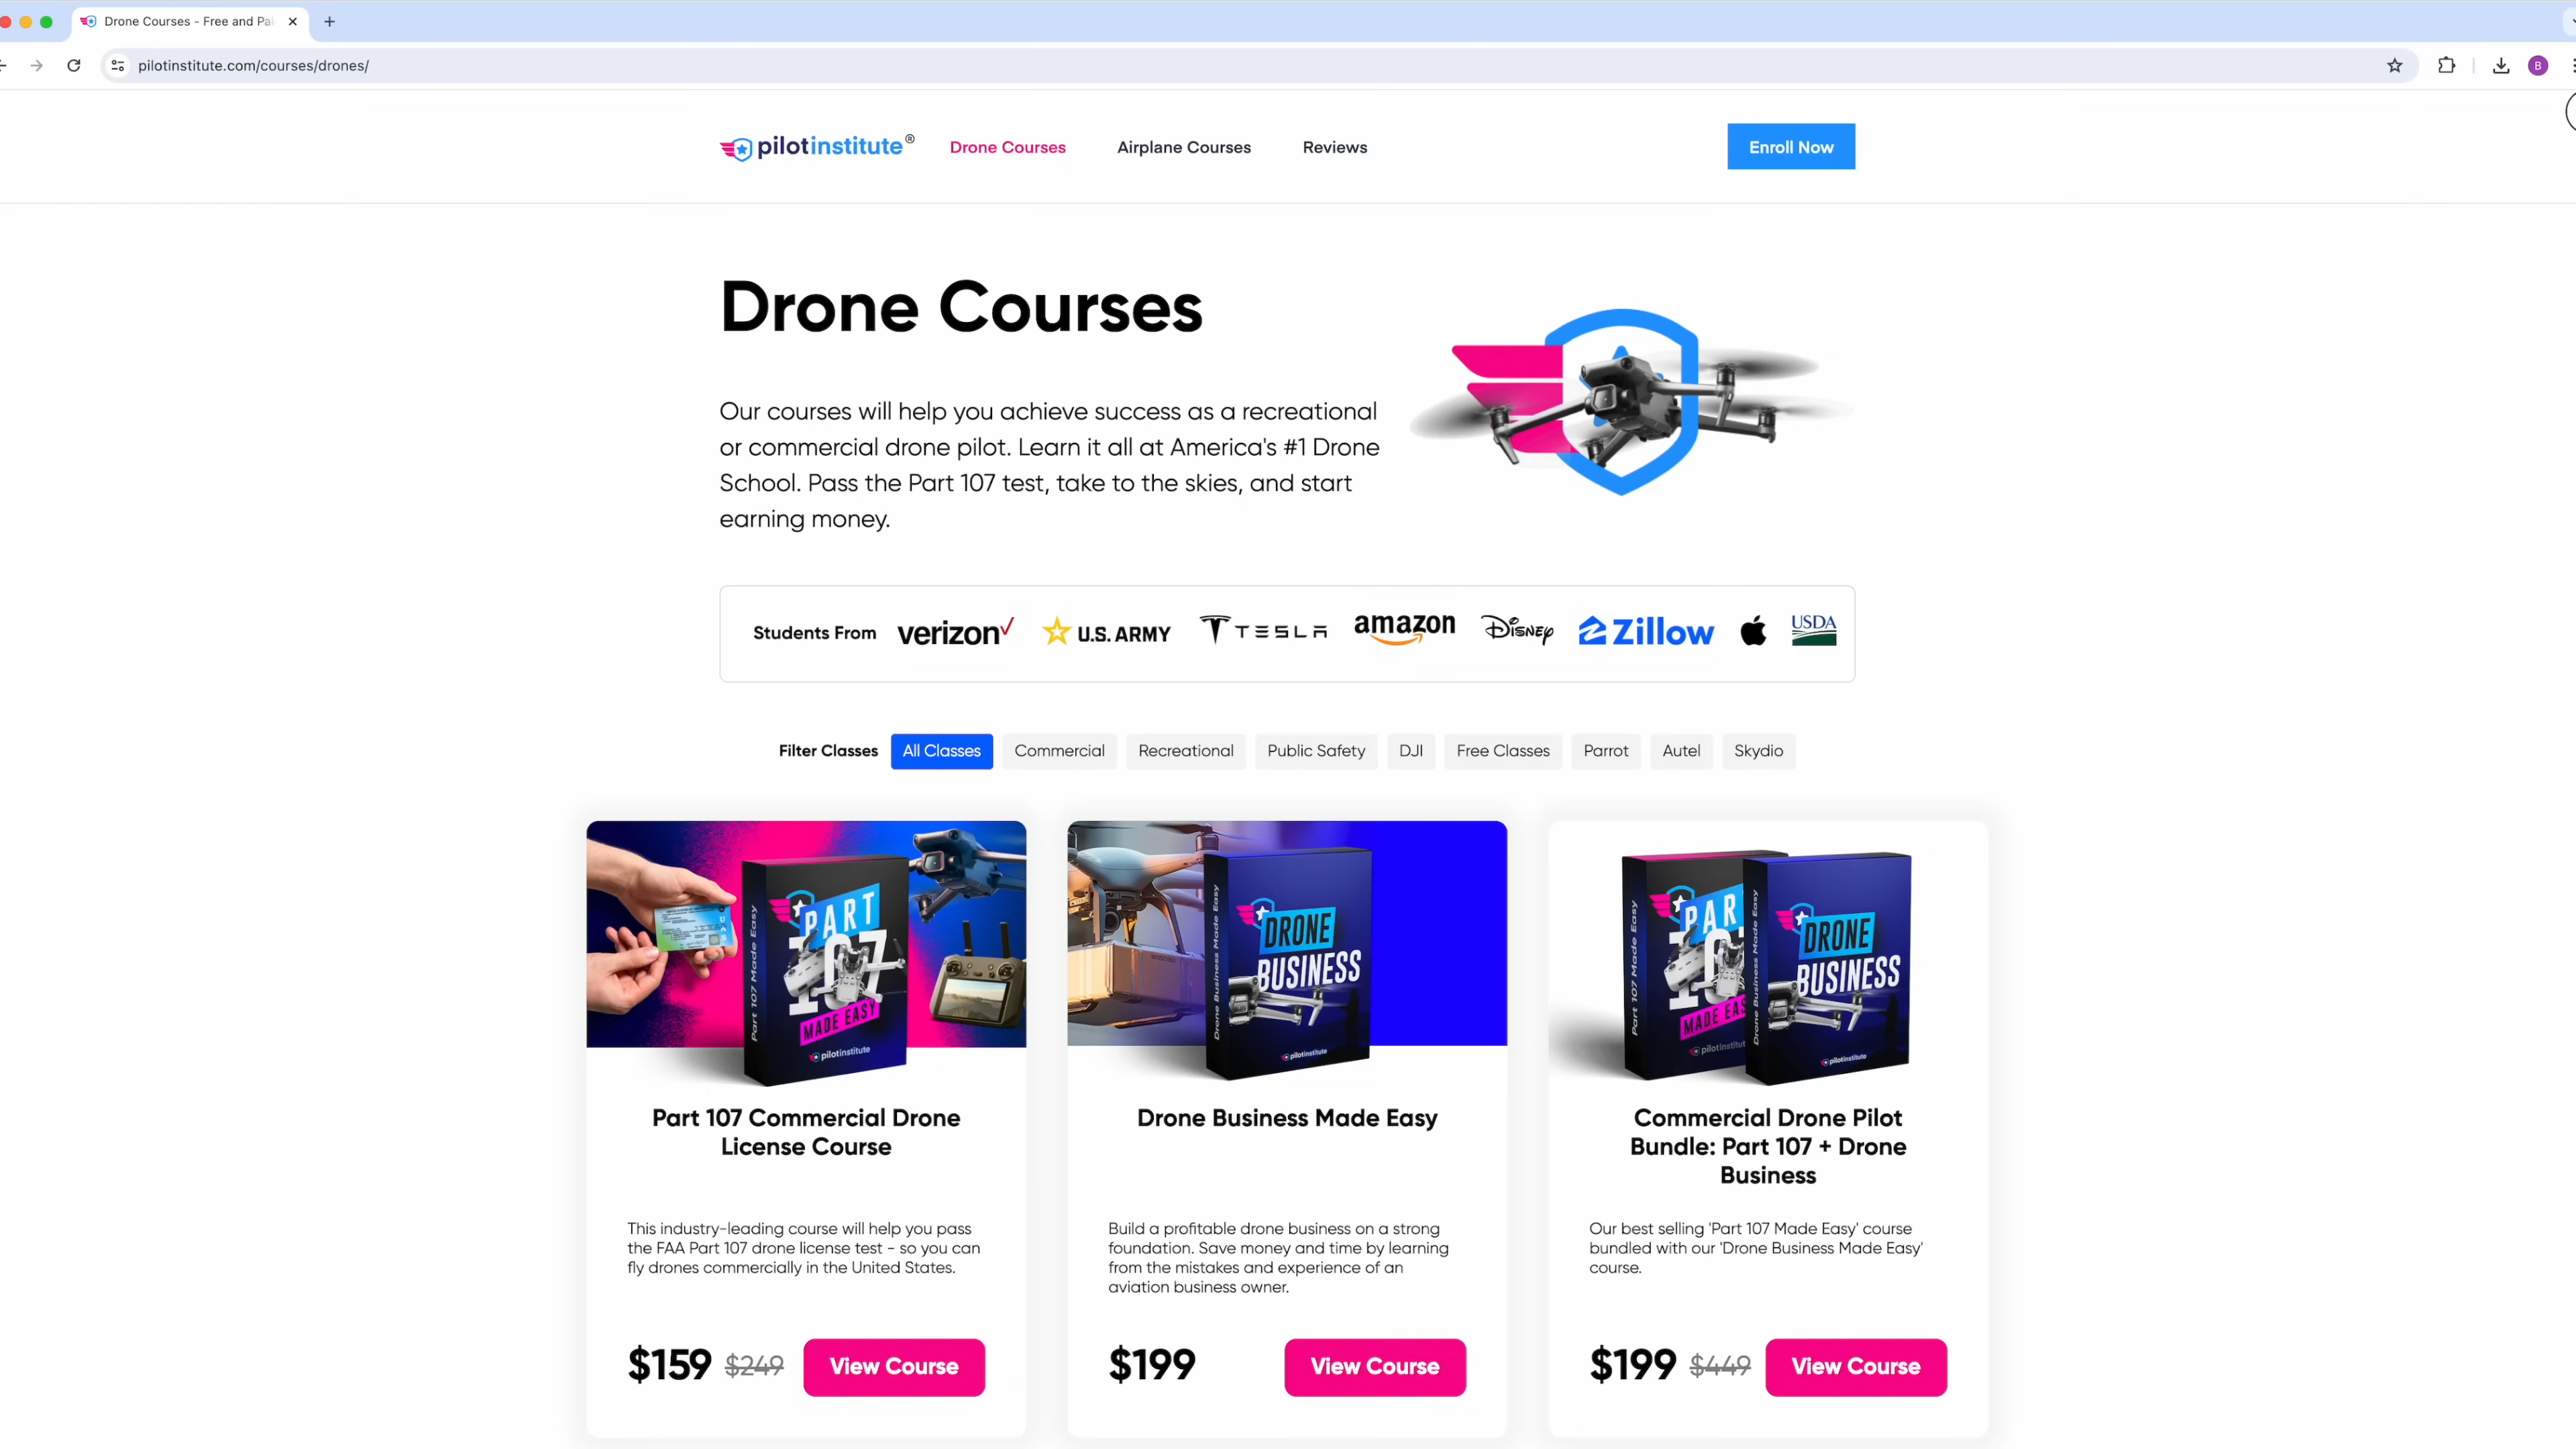 Drone Courses - Free and Pai
pilotinstitute.com/courses/drones/
B
pilotinstitute®
Drone Courses
Airplane Courses
Reviews
Enroll Now
Drone Courses
Our courses will help you achieve success as a recreational
or commercial drone pilot. Learn it all at America's #1 Drone
School. Pass the Part 107 test, take to the skies, and start
earning money.
Students From
verizon
U.S. ARMY
TESLA
amazon
Disney
Zillow
USDA
Filter Classes
All Classes
Commercial
Recreational
Public Safety
DJI
Free Classes
Parrot
Autel
Skydio
Part 107 Made Easy
PART
107
MADE EASY
pilotinstitute
Drone Business Made Easy
DRONE
BUSINESS
pilotinstitute
Part 107 Made Easy
PAR
10
MADE EAS
pilotinstitut
Drone Business Made Easy
DRONE
BUSINESS
pilotinstitute
Part 107 Commercial Drone
License Course
This industry-leading course will help you pass
the FAA Part 107 drone license test - so you can
fly drones commercially in the United States.
$159 $249
View Course
Drone Business Made Easy
Build a profitable drone business on a strong
foundation. Save money and time by learning
from the mistakes and experience of an
aviation business owner.
$199
View Course
Commercial Drone Pilot
Bundle: Part 107 + Drone
Business
Our best selling 'Part 107 Made Easy' course
bundled with our 'Drone Business Made Easy'
course.
$199 $449
View Course